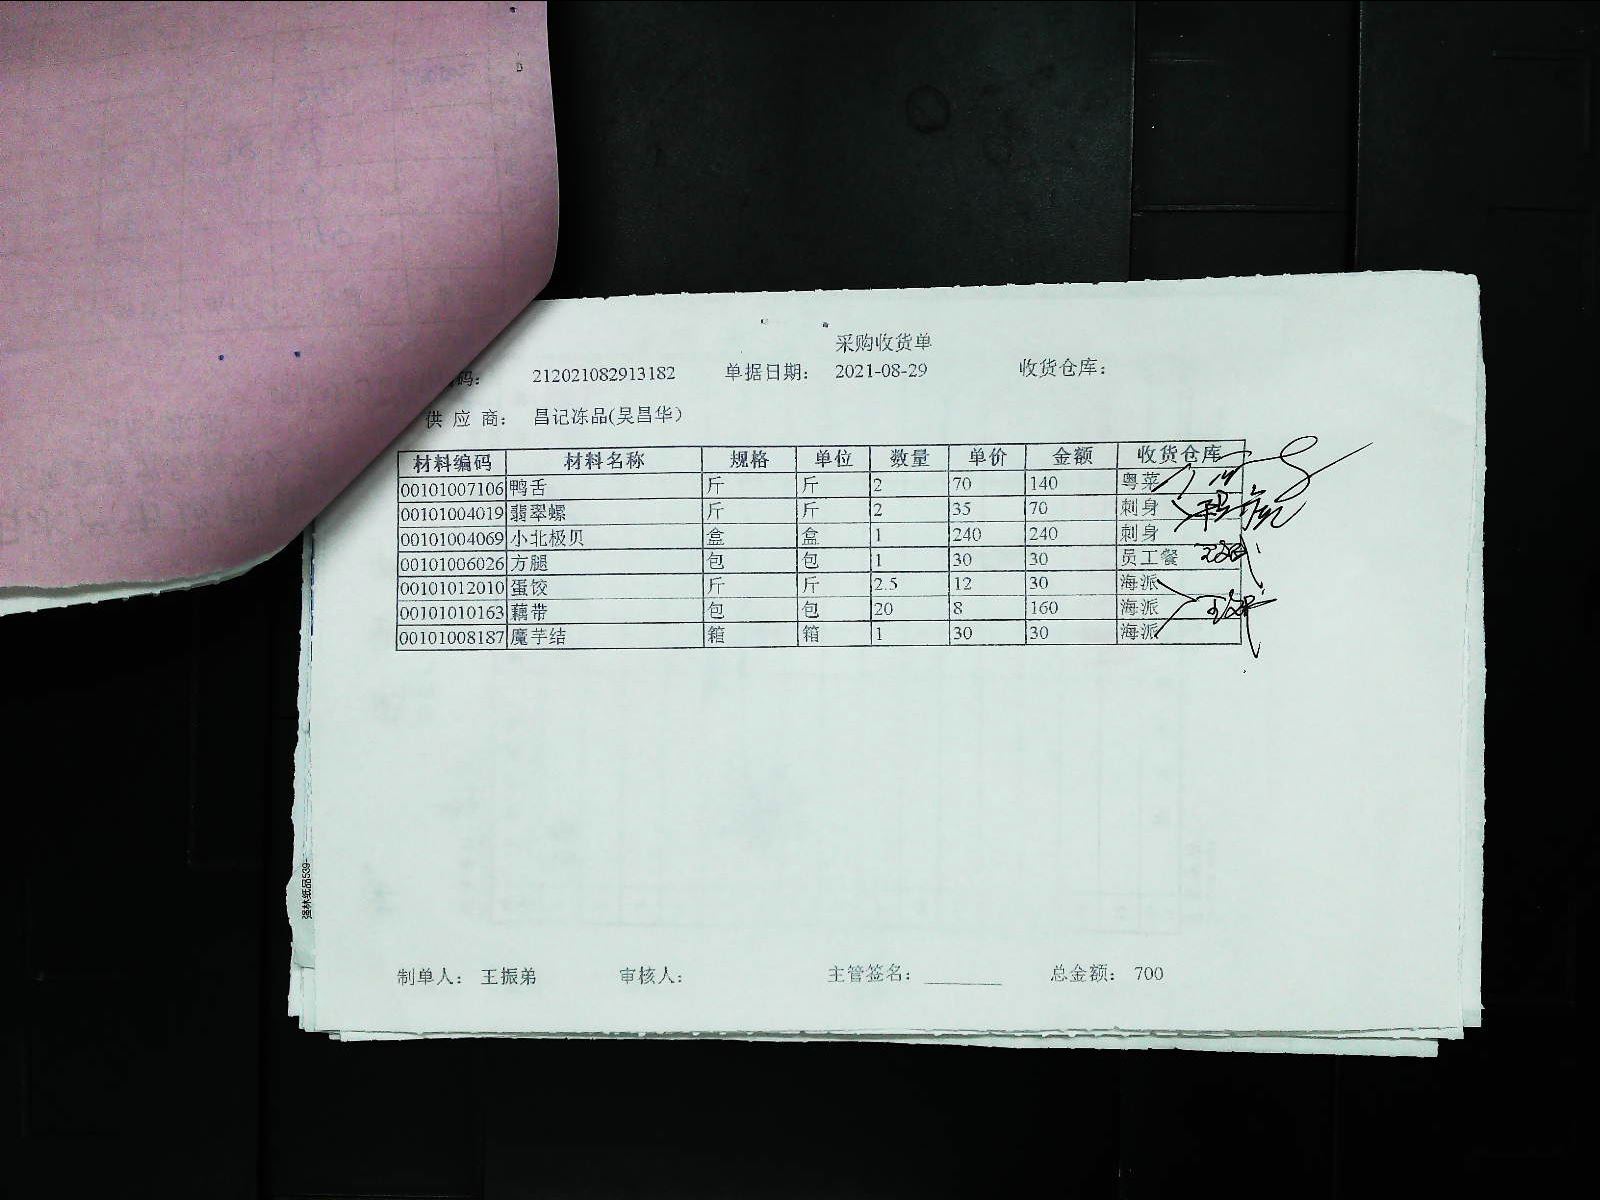 采购收货单
码： 212021082913182 单据日期： 2021-08-29 收货仓库：
供 应 商： 昌记冻品(吴昌华）
材料编码 材料名称 规格 单位 数量 单价 金额 收货仓库
00101007106 鸭舌 斤 斤 2 70 140 粤菜
00101004019 翡翠螺 斤 斤 2 35 70 刺身
00101004069 小北极贝 盒 盒 1 240 240 刺身
00101006026 方腿 包 包 1 30 30 员工餐
00101012010 蛋饺 斤 斤 2.5 12 30 海派
00101010163 藕带 包 包 20 8 160 海派
00101008187 魔芋结 箱 箱 1 30 30 海派
强林纸品539-
制单人： 王振弟 审核人： 主管签名： 总金额： 700